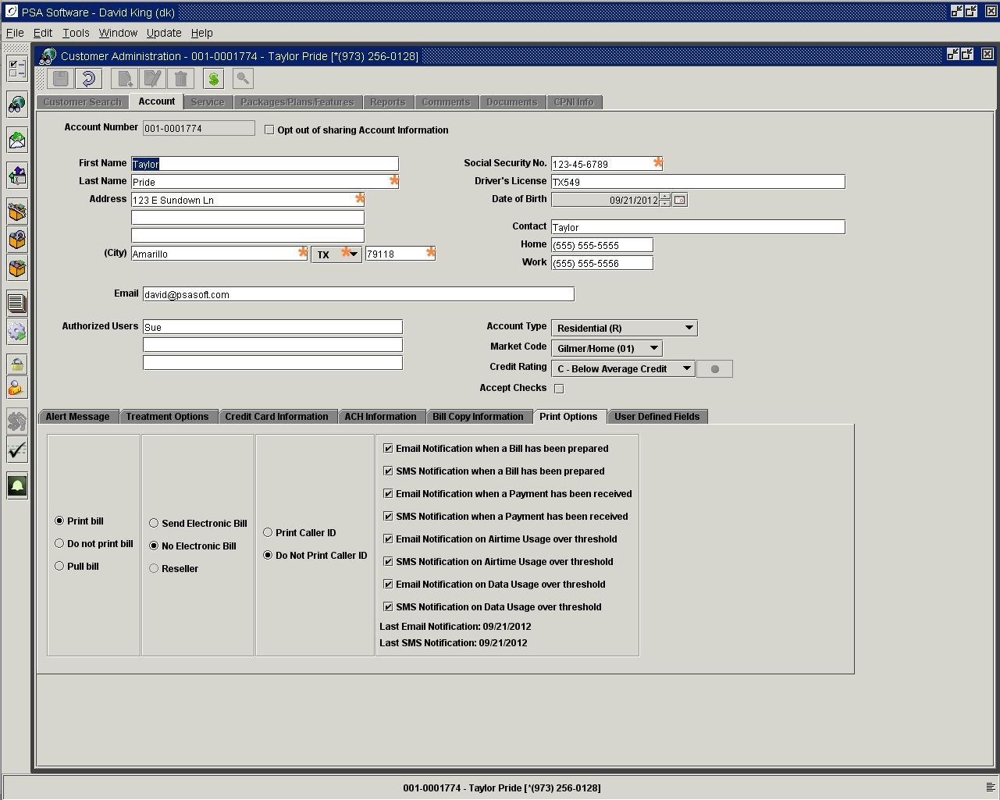 PSA Software - David King (dk)
File Edit Tools Window Update Help
Customer Administration - 001-0001774 - Taylor Pride [*(973) 256-0128]
$
Customer Search Account Service Packages/Plans/Features Reports Comments Documents CPNI Info
Account Number 001-0001774 Opt out of sharing Account Information
First Name Taylor Social Security No. 123-45-6789 *
Last Name Pride * Driver's License TX549
Address 123 E Sundown Ln * Date of Birth 09/21/2012
Contact Taylor
Home (555) 555-5555
(City) Amarillo * TX * 79118 *
Work (555) 555-5556
Email david@psasoft.com
Authorized Users Sue Account Type Residential (R)
Market Code Gilmer/Home (01)
Credit Rating C - Below Average Credit
Accept Checks
Alert Message Treatment Options Credit Card Information ACH Information Bill Copy Information Print Options User Defined Fields
Print bill
Do not print bill
Pull bill
Send Electronic Bill
No Electronic Bill
Reseller
Print Caller ID
Do Not Print Caller ID
Email Notification when a Bill has been prepared
SMS Notification when a Bill has been prepared
Email Notification when a Payment has been received
SMS Notification when a Payment has been received
Email Notification on Airtime Usage over threshold
SMS Notification on Airtime Usage over threshold
Email Notification on Data Usage over threshold
SMS Notification on Data Usage over threshold
Last Email Notification: 09/21/2012
Last SMS Notification: 09/21/2012
001-0001774 - Taylor Pride [*(973) 256-0128]